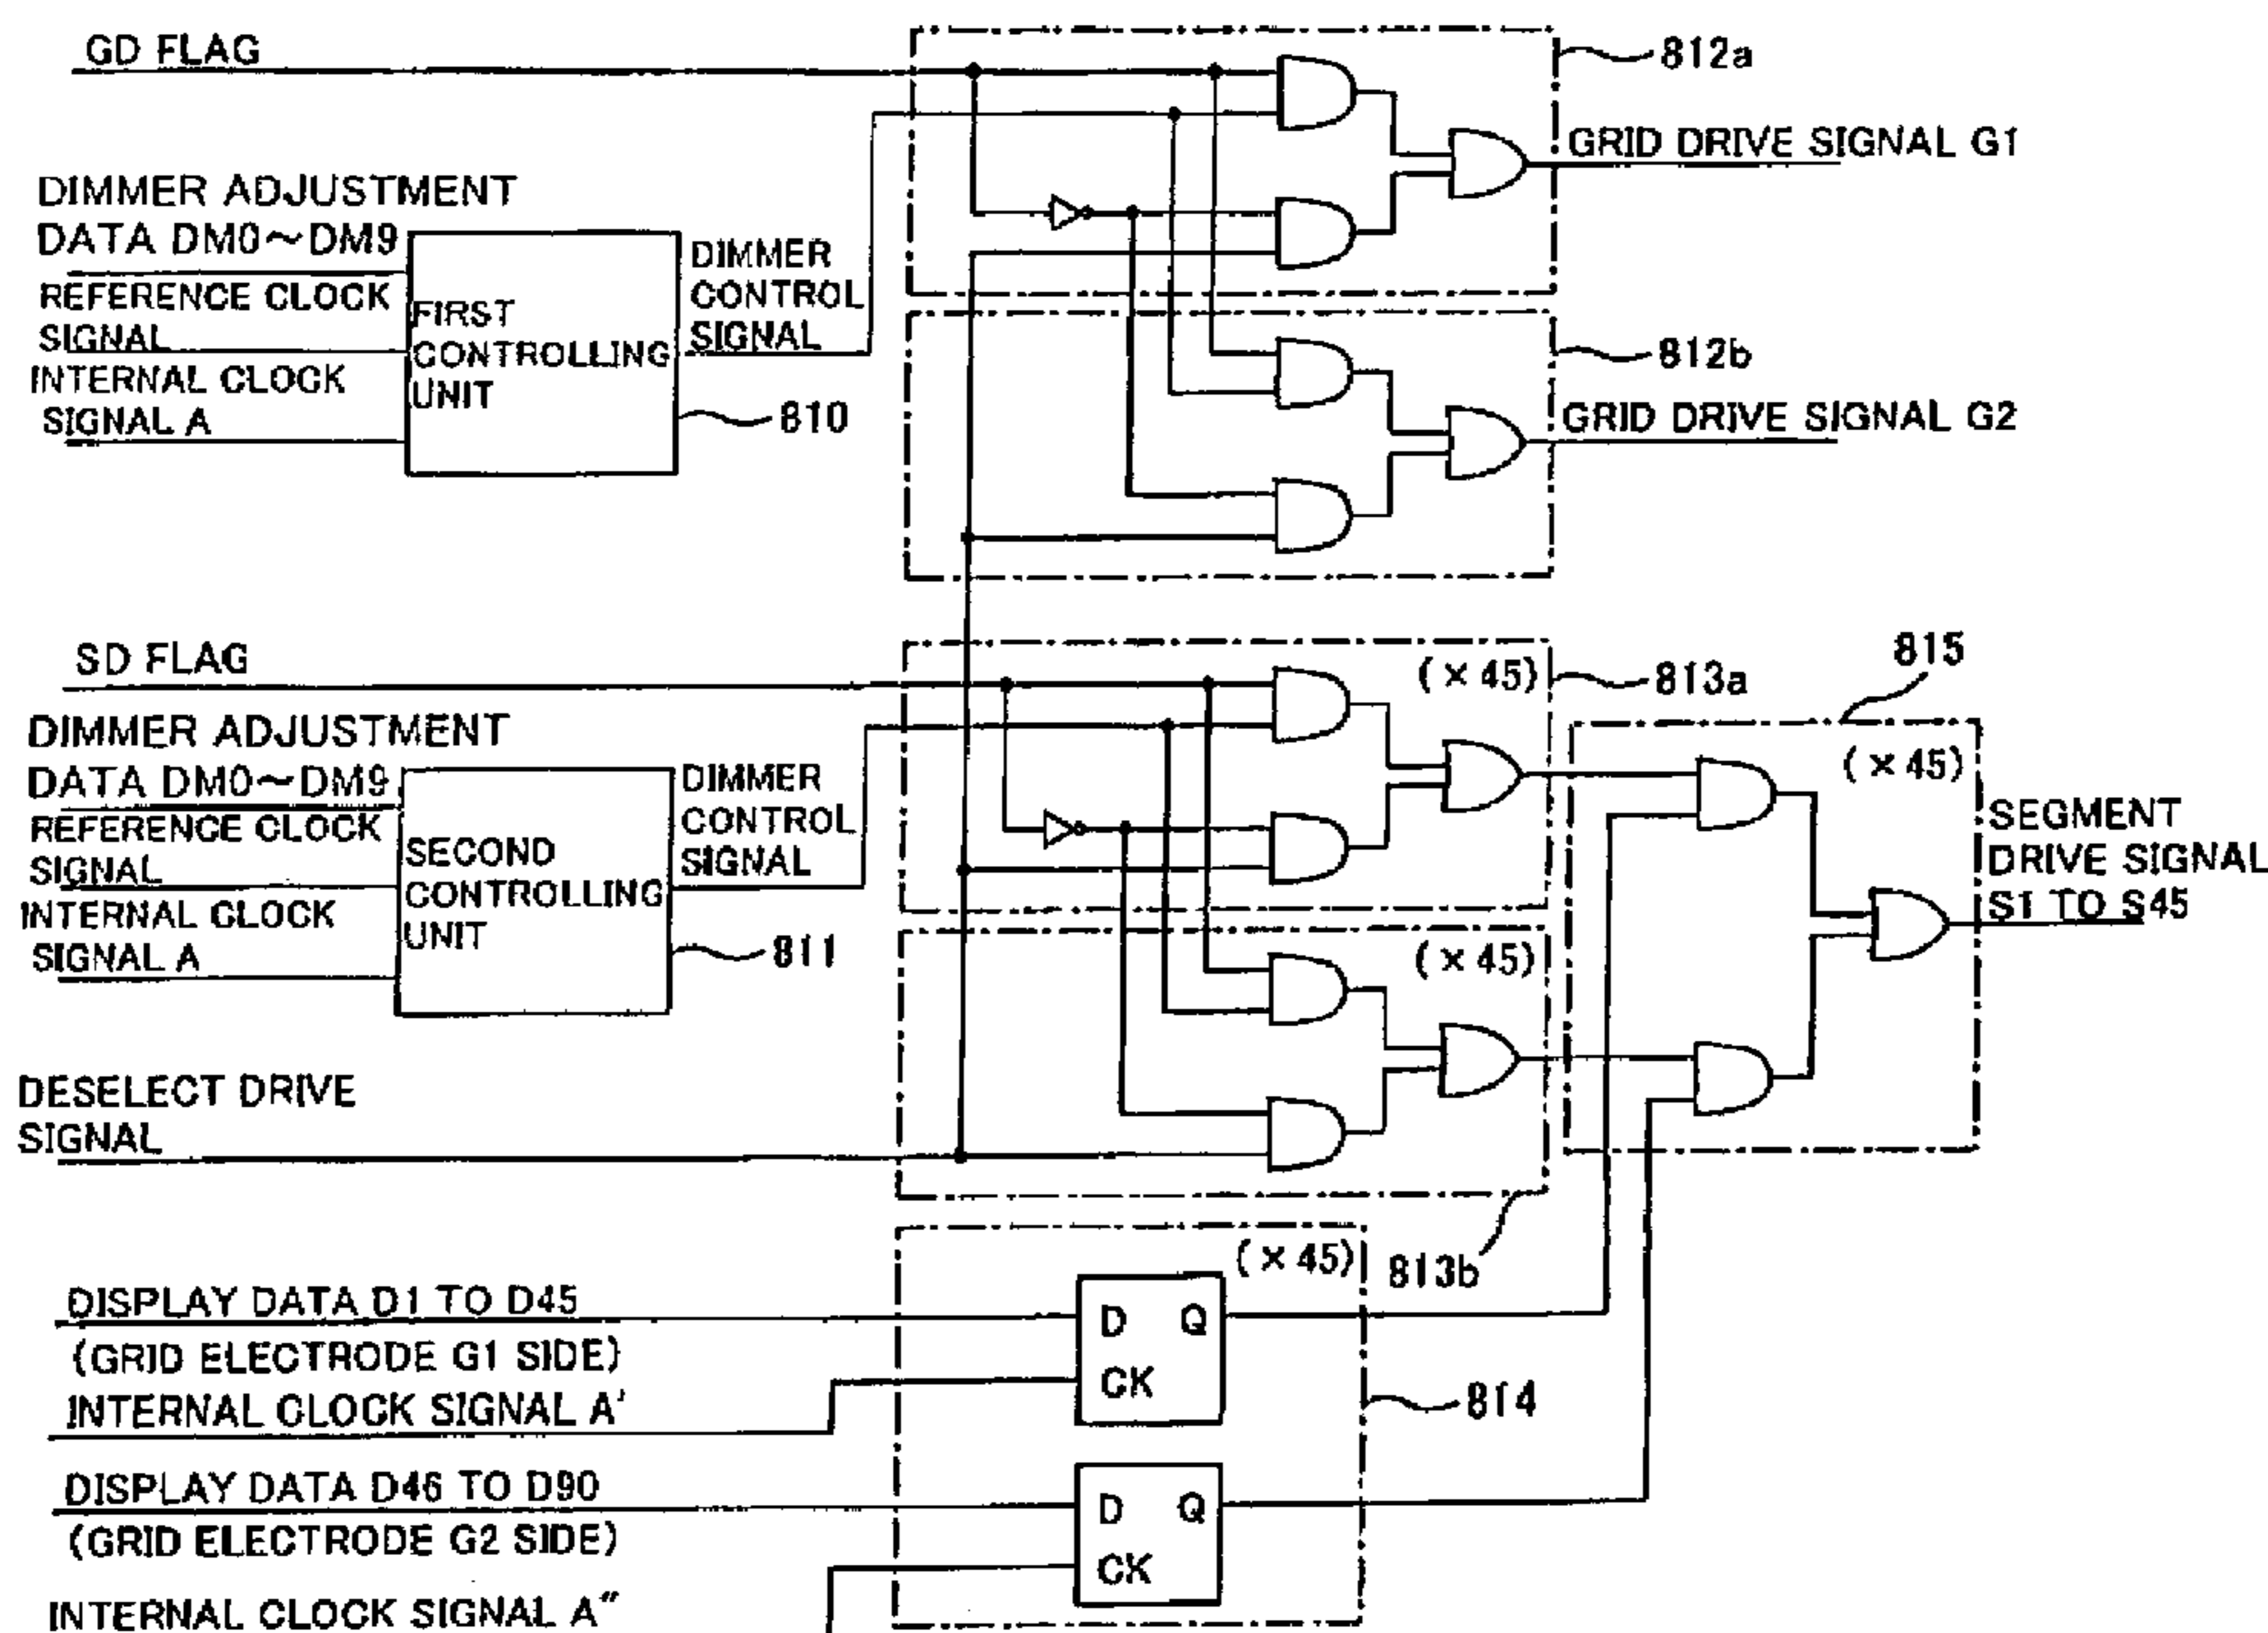 GD FLAG
812a
GRID DRIVE SIGNAL G1
DIMMER ADJUSTMENT
DATA DM0～DM9
REFERENCE CLOCK
SIGNAL
INTERNAL CLOCK
SIGNAL A
FIRST
CONTROLLING
UNIT
DIMMER
CONTROL
SIGNAL
810
812b
GRID DRIVE SIGNAL G2
SD FLAG
(×45)
813a
815
DIMMER ADJUSTMENT
DATA DM0～DM9
REFERENCE CLOCK
SIGNAL
INTERNAL CLOCK
SIGNAL A
SECOND
CONTROLLING
UNIT
DIMMER
CONTROL
SIGNAL
811
(×45)
(×45)
SEGMENT
DRIVE SIGNAL
S1 TO S45
DESELECT DRIVE
SIGNAL
813b
(×45)
DISPLAY DATA D1 TO D45
(GRID ELECTRODE G1 SIDE)
INTERNAL CLOCK SIGNAL A'
D Q
CK
814
DISPLAY DATA D46 TO D90
(GRID ELECTRODE G2 SIDE)
INTERNAL CLOCK SIGNAL A"
D Q
CK